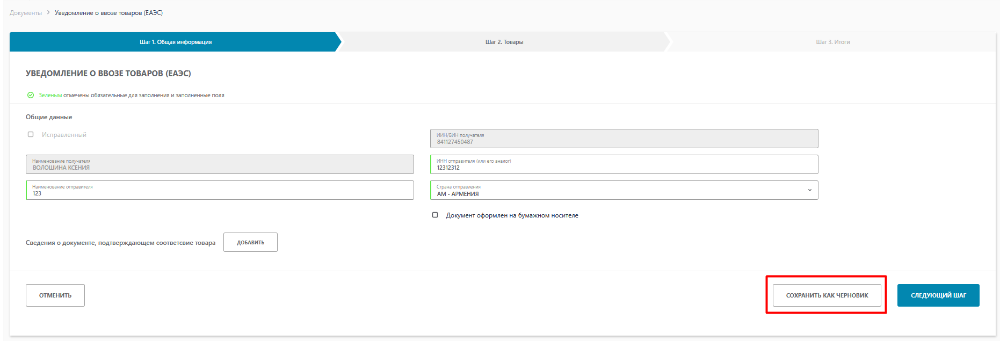 Документы > Уведомление о ввозе товаров (ЕАЭС)
Шаг 1. Общая информация
Шаг 2. Товары
Шаг 3. Итоги
УВЕДОМЛЕНИЕ О ВВОЗЕ ТОВАРОВ (ЕАЭС)
Зеленым отмечены обязательные для заполнения и заполненные поля
Общие данные
Исправленный
ИИН/БИН получателя
841127450487
Наименование получателя
ВОЛОШИНА КСЕНИЯ
ИНН отправителя (или его аналог)
12312312
Наименование отправителя
123
Страна отправления
AM - АРМЕНИЯ
Документ оформлен на бумажном носителе
Сведения о документе, подтверждающем соответсвие товара
ДОБАВИТЬ
ОТМЕНИТЬ
СОХРАНИТЬ КАК ЧЕРНОВИК
СЛЕДУЮЩИЙ ШАГ